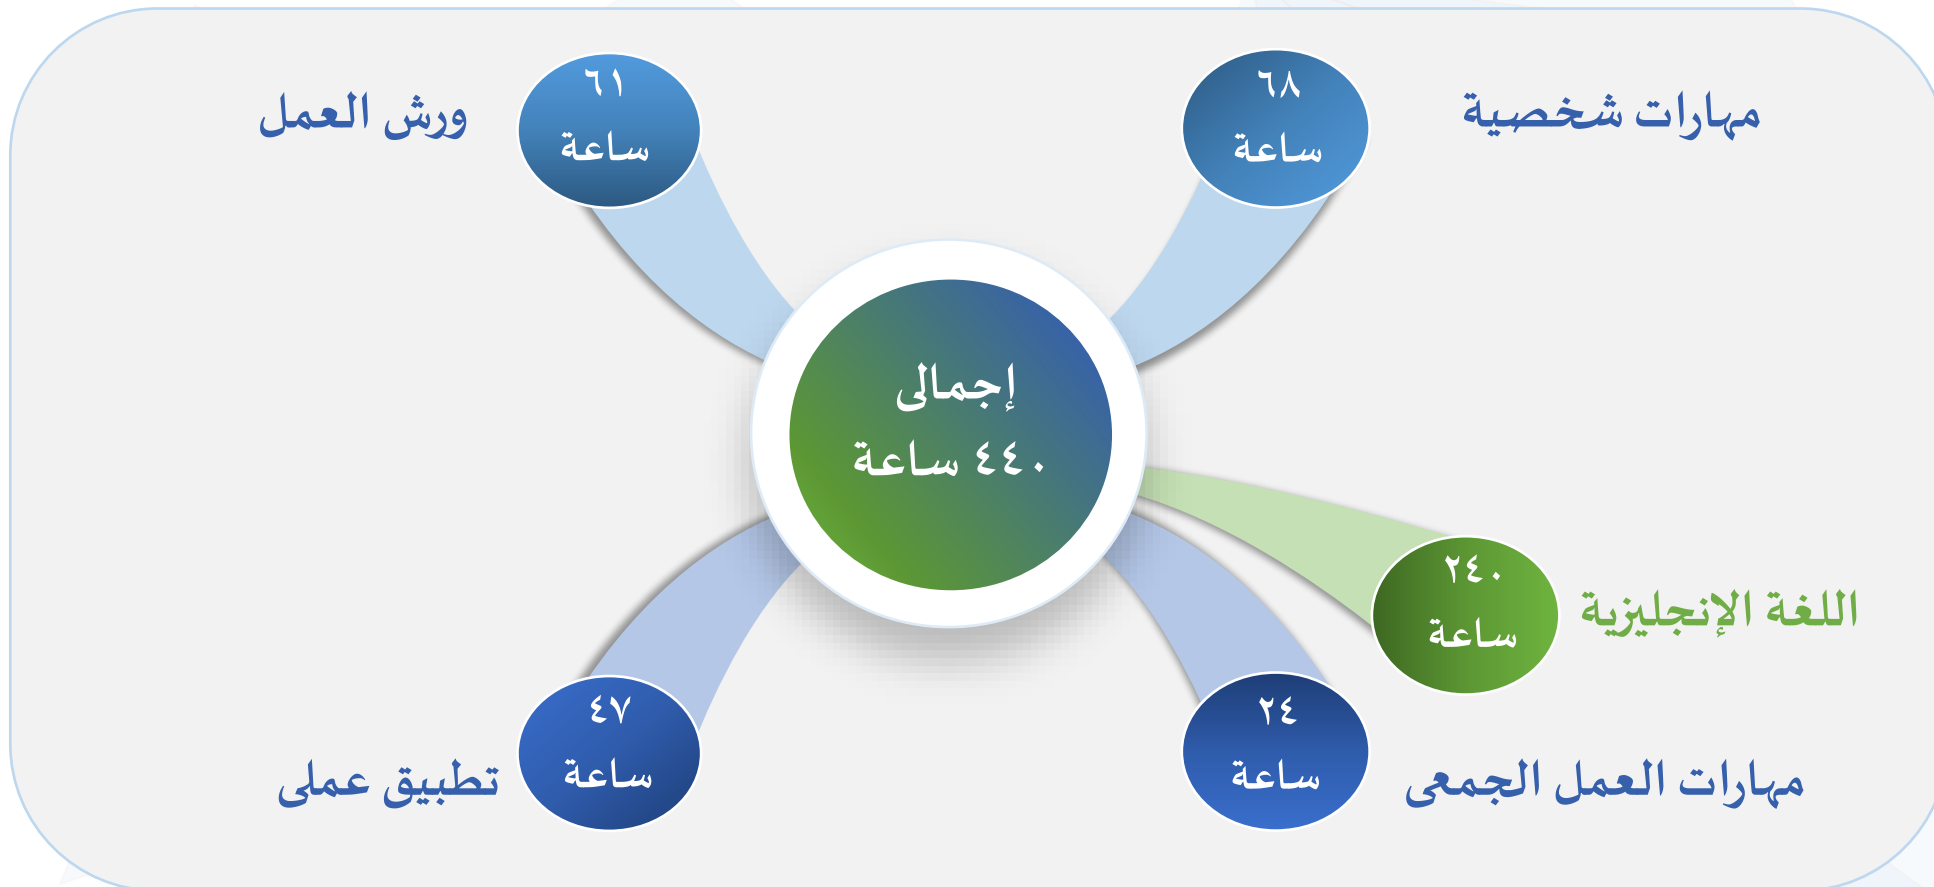 مهارات شخصية
٦٨
ساعة
٦١
ساعة
ورش العمل
إجمالى
٤٤٠ ساعة
٢٤٠
ساعة
اللغة الإنجليزية
مهارات العمل الجمعى
٢٤
ساعة
٤٧
ساعة
تطبيق عملى